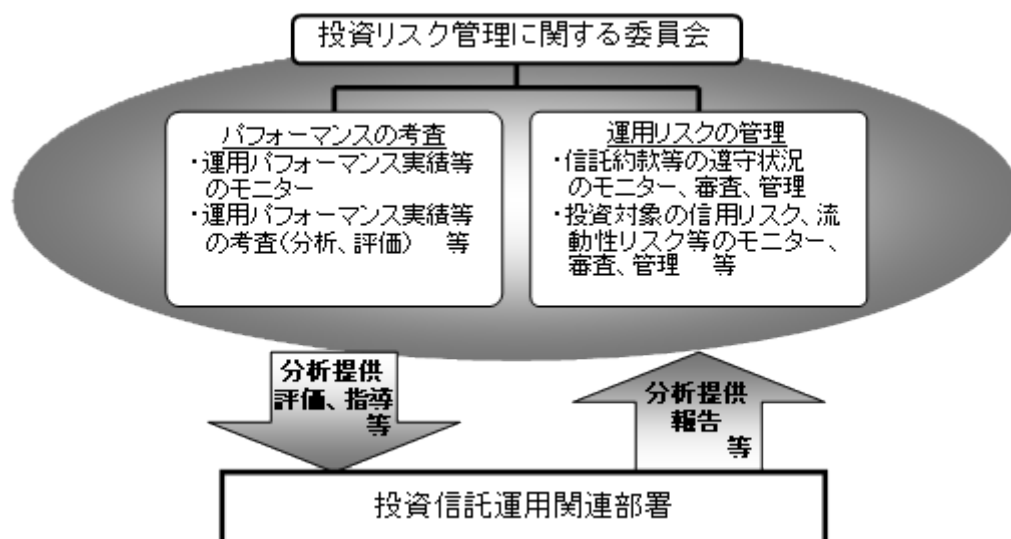 投資リスク管理に関する委員会
パフォーマンスの考査
・運用パフォーマンス実績等
のモニター
・運用パフォーマンス実績等
の考査(分析、評価) 等
運用リスクの管理
・信託約款等の遵守状況
のモニター、審査、管理
・投資対象の信用リスク、流
動性リスク等のモニター、
審査、管理 等
分析提供
評価、指導
等
分析提供
報告
等
投資信託運用関連部署